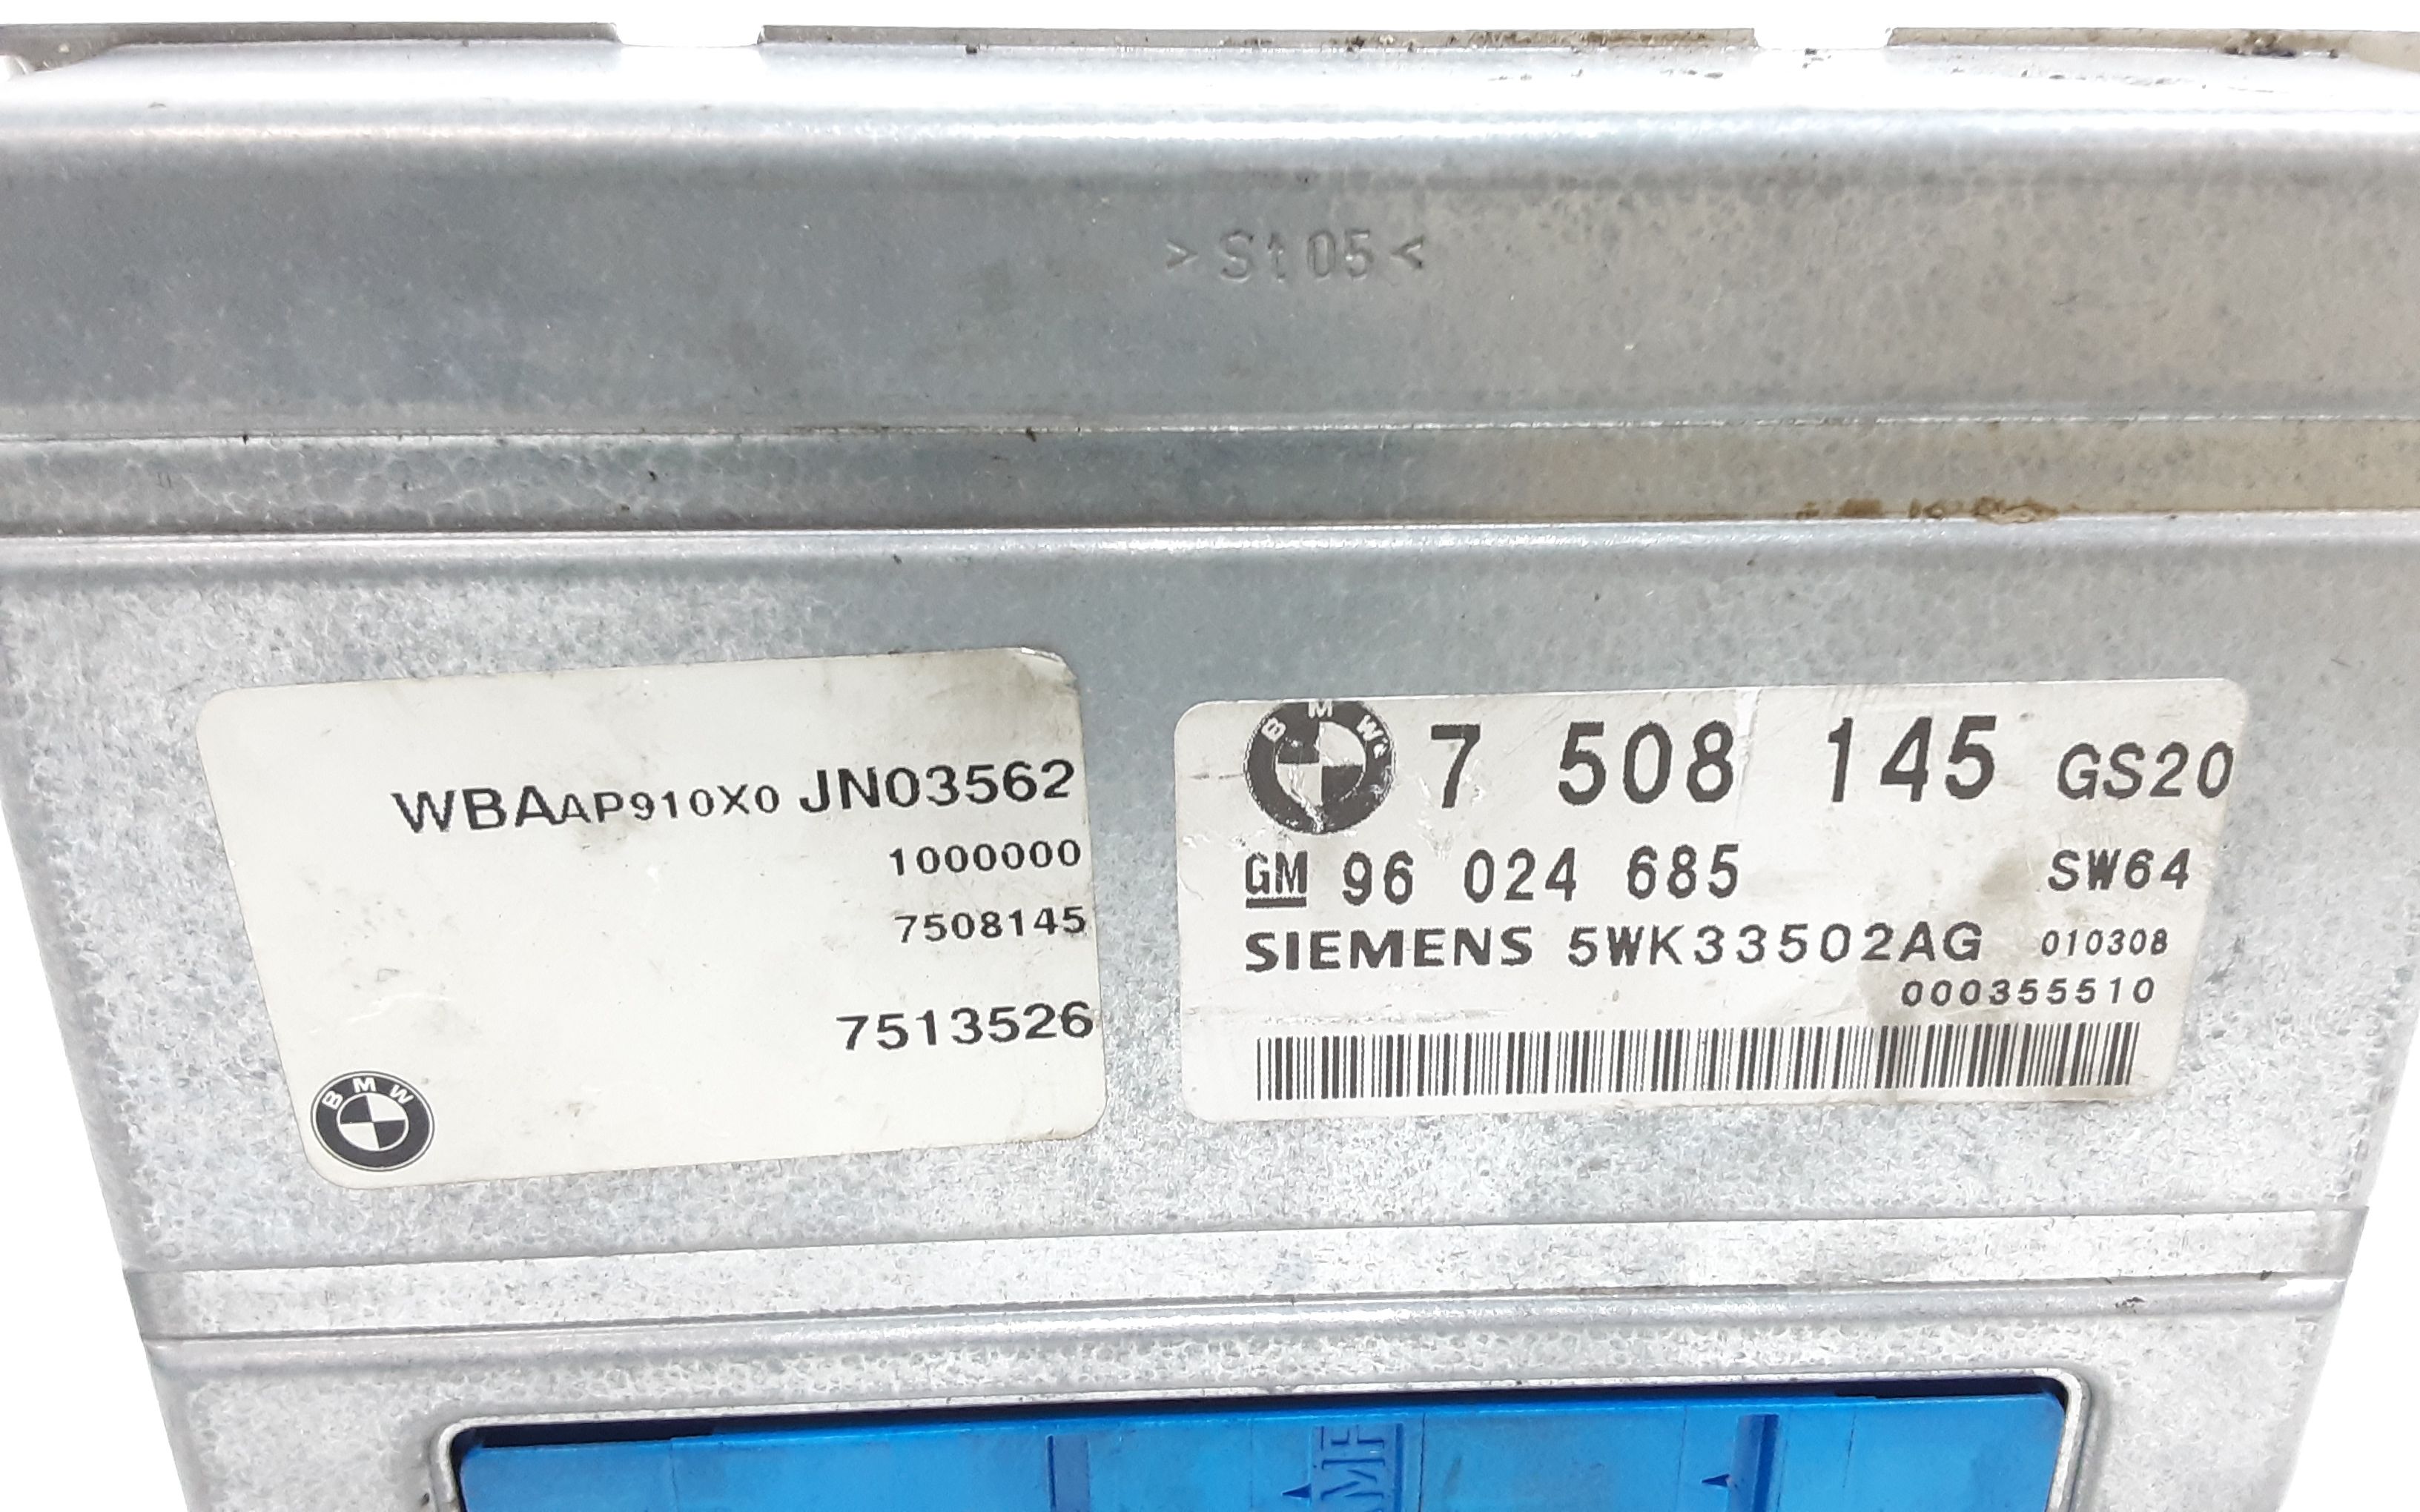 >St05<
WBAAP910X0 JN03562
1000000
7508145
7513526
BMW
BMW 7 508 145 GS20
GM 96 024 685 SW64
SIEMENS 5WK33502AG 010308
000355510